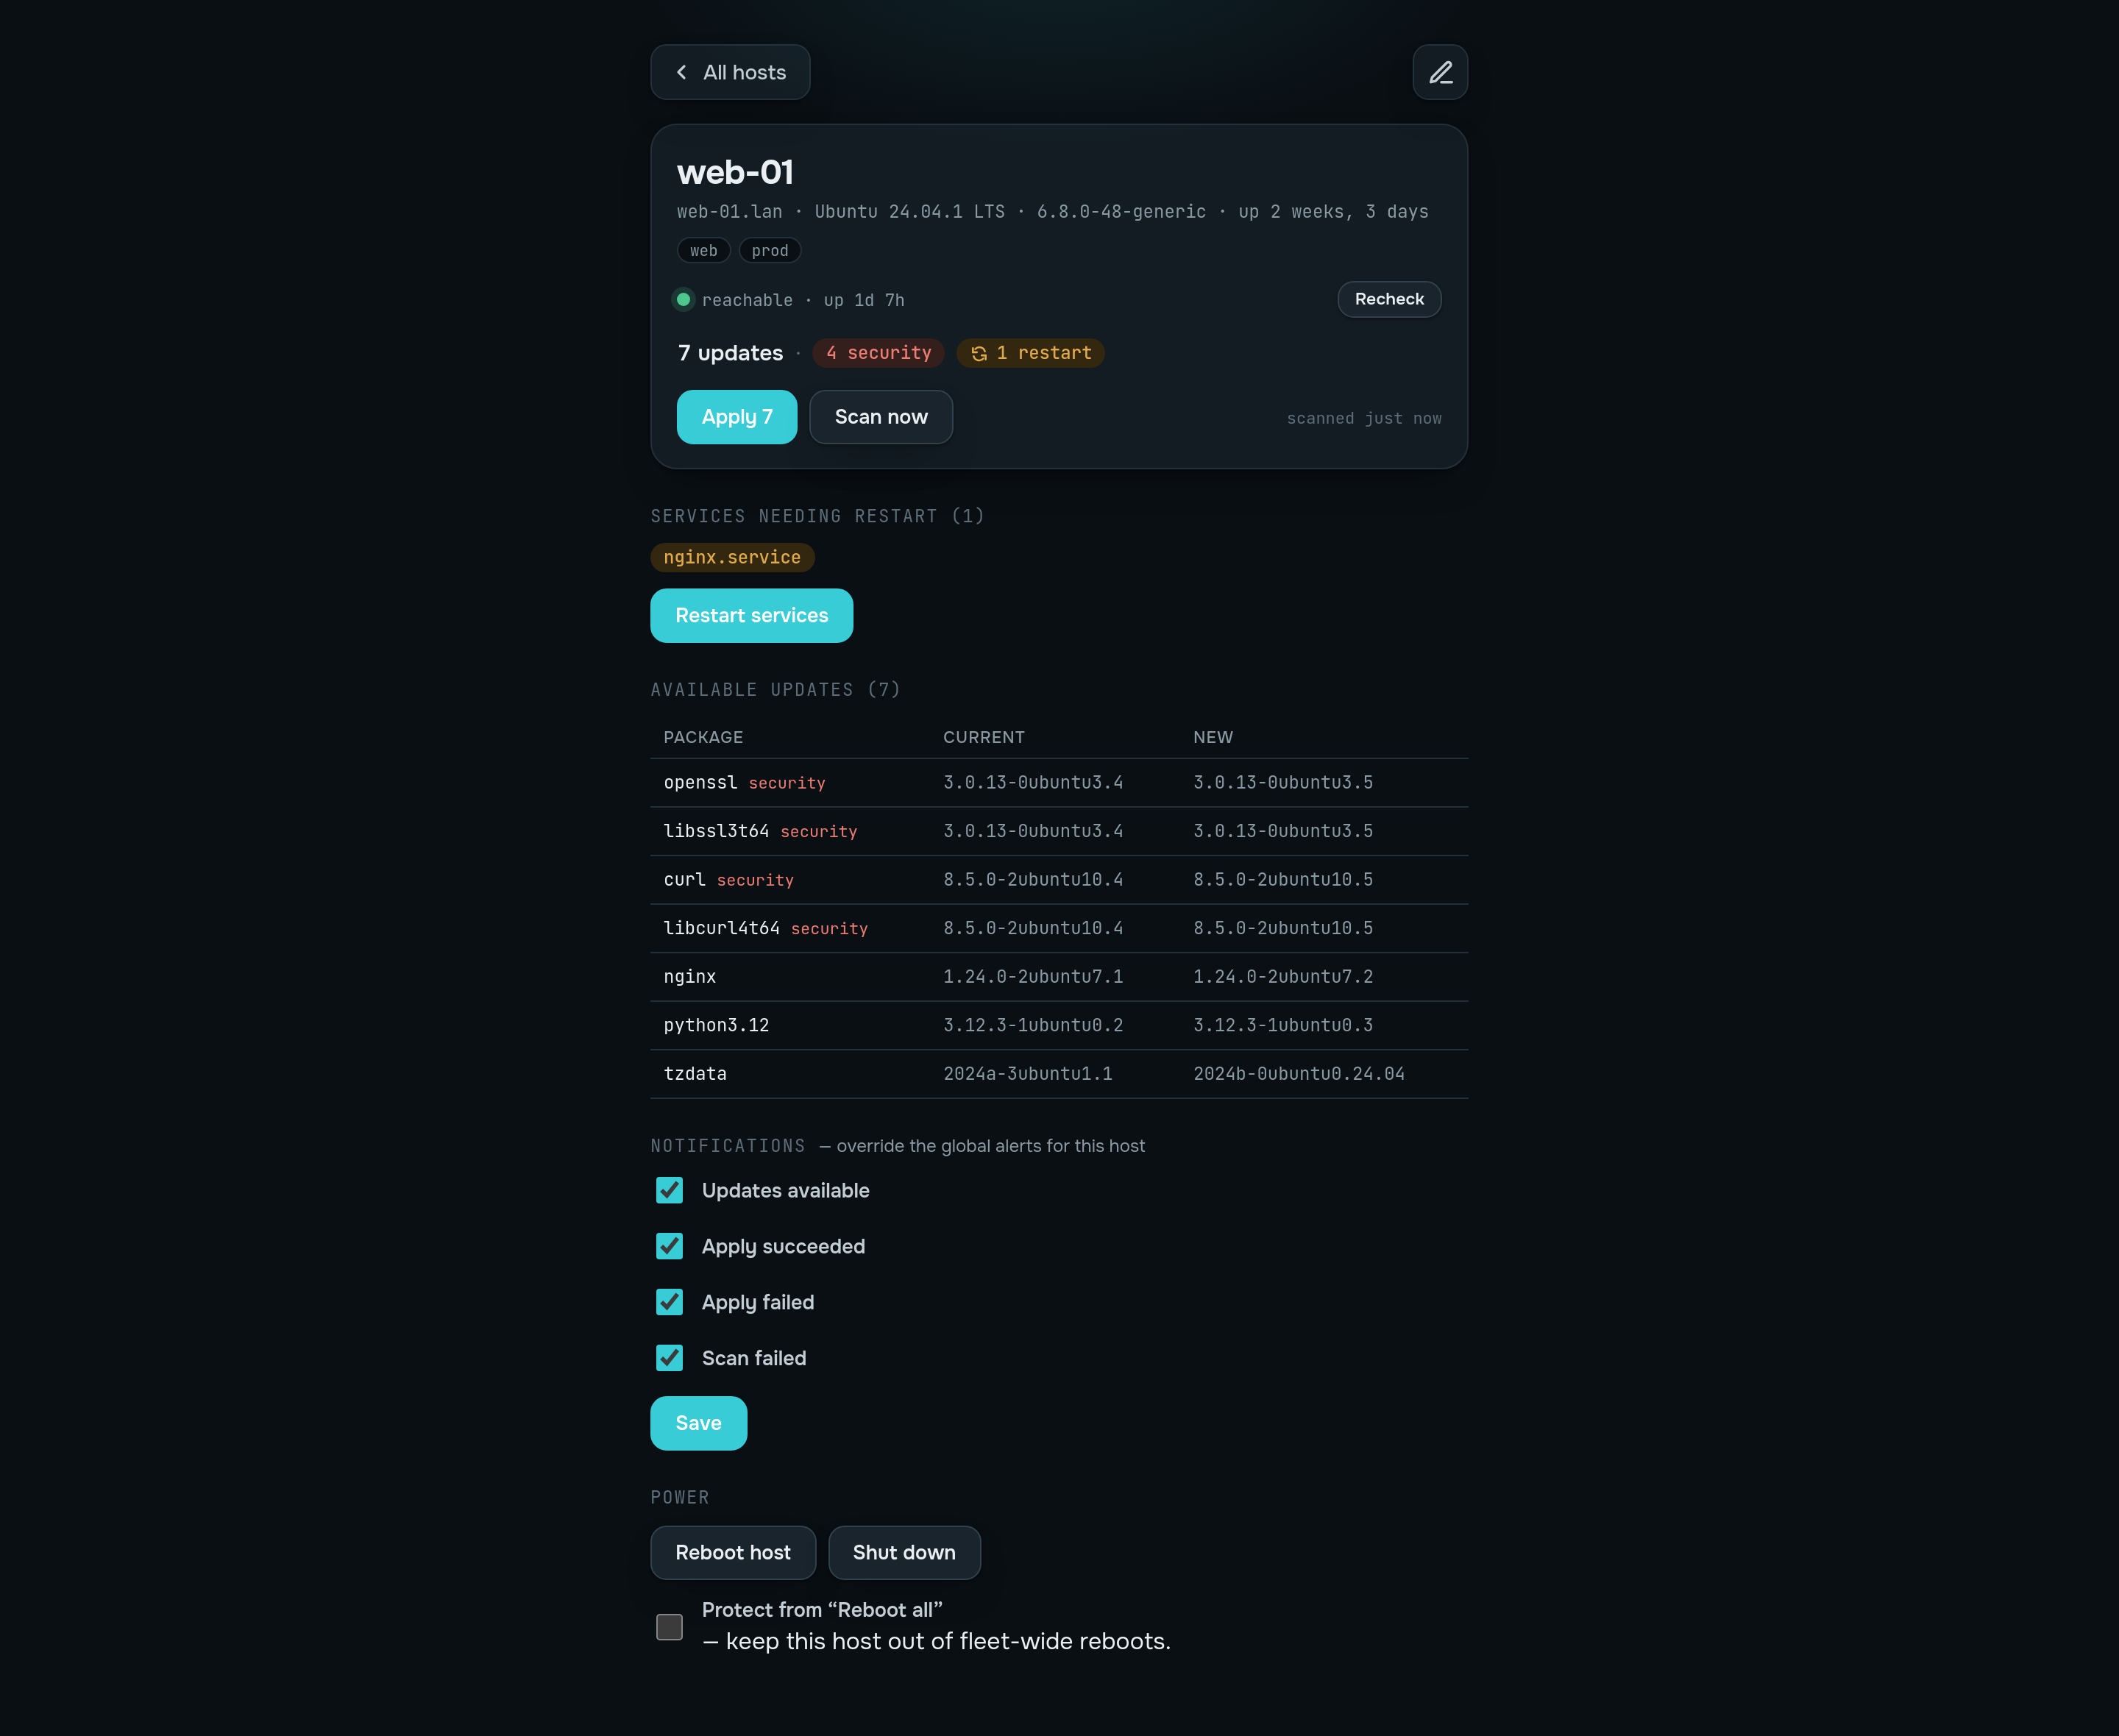 All hosts
web-01
web-01.lan · Ubuntu 24.04.1 LTS · 6.8.0-48-generic · up 2 weeks, 3 days
web prod
reachable · up 1d 7h Recheck
7 updates · 4 security 1 restart
Apply 7 Scan now scanned just now
SERVICES NEEDING RESTART (1)
nginx.service
Restart services
AVAILABLE UPDATES (7)
PACKAGE CURRENT NEW
openssl security 3.0.13-0ubuntu3.4 3.0.13-0ubuntu3.5
libssl3t64 security 3.0.13-0ubuntu3.4 3.0.13-0ubuntu3.5
curl security 8.5.0-2ubuntu10.4 8.5.0-2ubuntu10.5
libcurl4t64 security 8.5.0-2ubuntu10.4 8.5.0-2ubuntu10.5
nginx 1.24.0-2ubuntu7.1 1.24.0-2ubuntu7.2
python3.12 3.12.3-1ubuntu0.2 3.12.3-1ubuntu0.3
tzdata 2024a-3ubuntu1.1 2024b-0ubuntu0.24.04
NOTIFICATIONS — override the global alerts for this host
Updates available
Apply succeeded
Apply failed
Scan failed
Save
POWER
Reboot host Shut down
Protect from “Reboot all”
— keep this host out of fleet-wide reboots.